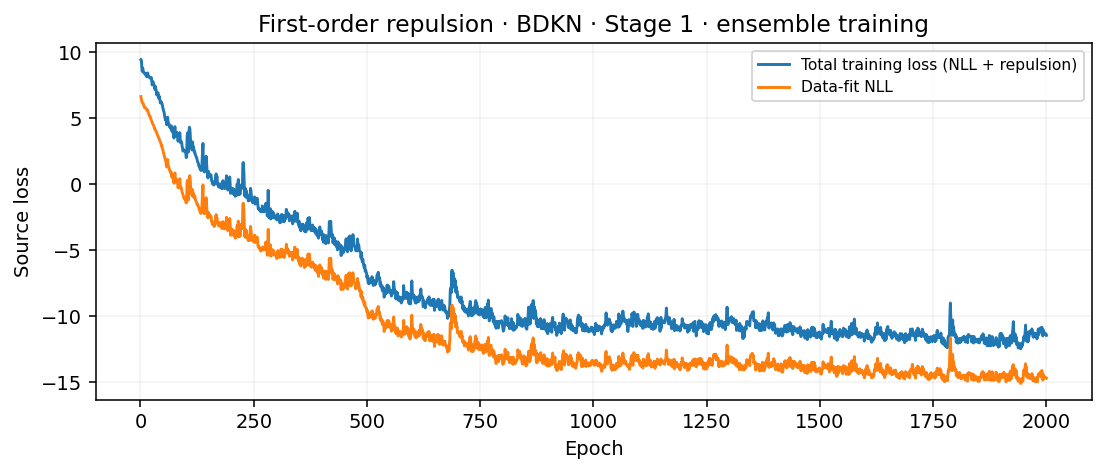 First-order repulsion · BDKN · Stage 1 · ensemble training
Total training loss (NLL + repulsion)
Data-fit NLL
Source loss
10
5
0
−5
−10
−15
0 250 500 750 1000 1250 1500 1750 2000
Epoch